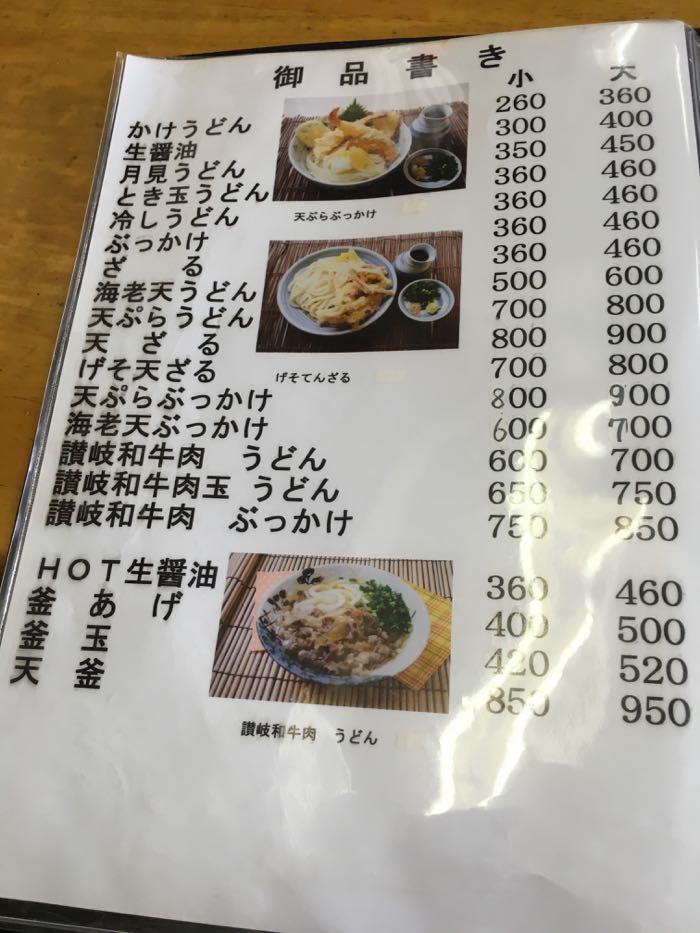 御品書き
小 大
かけうどん 260 360
生醤油 300 400
月見うどん 350 450
とき玉うどん 360 460
冷しうどん 360 460
ぶっかけ 360 460
ざる 360 460
海老天うどん 500 600
天ぷらうどん 700 800
天ざる 800 900
げそ天ざる 700 800
天ぷらぶっかけ 800 900
海老天ぶっかけ 600 700
讃岐和牛肉 うどん 600 700
讃岐和牛肉玉 うどん 650 750
讃岐和牛肉 ぶっかけ 750 850
天ぷらぶっかけ
げそてんざる
HOT生醤油 360 460
釜あげ 400 500
釜玉 420 520
天釜 850 950
讃岐和牛肉 うどん